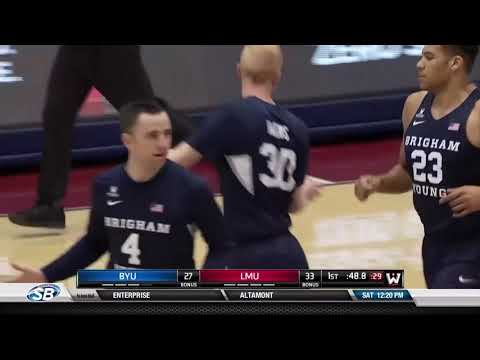 30
BRIGHAM
4
BRIGHAM
23
YOUNG
BYU 27 LMU 33 1ST :48.8 :29 W
BONUS BONUS
SB ENTERPRISE ALTAMONT SAT 12:20 PM